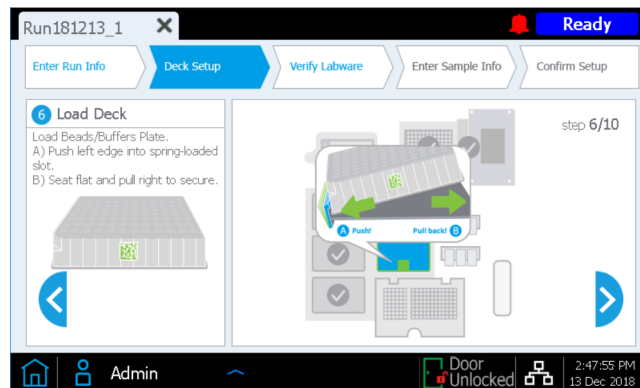 Run181213_1
Ready
Enter Run Info
Deck Setup
Verify Labware
Enter Sample Info
Confirm Setup
6 Load Deck
Load Beads/Buffers Plate.
A) Push left edge into spring-loaded
slot.
B) Seat flat and pull right to secure.
step 6/10
A Push!
Pull back! B
Admin
Door
Unlocked
2:47:55 PM
13 Dec 2018